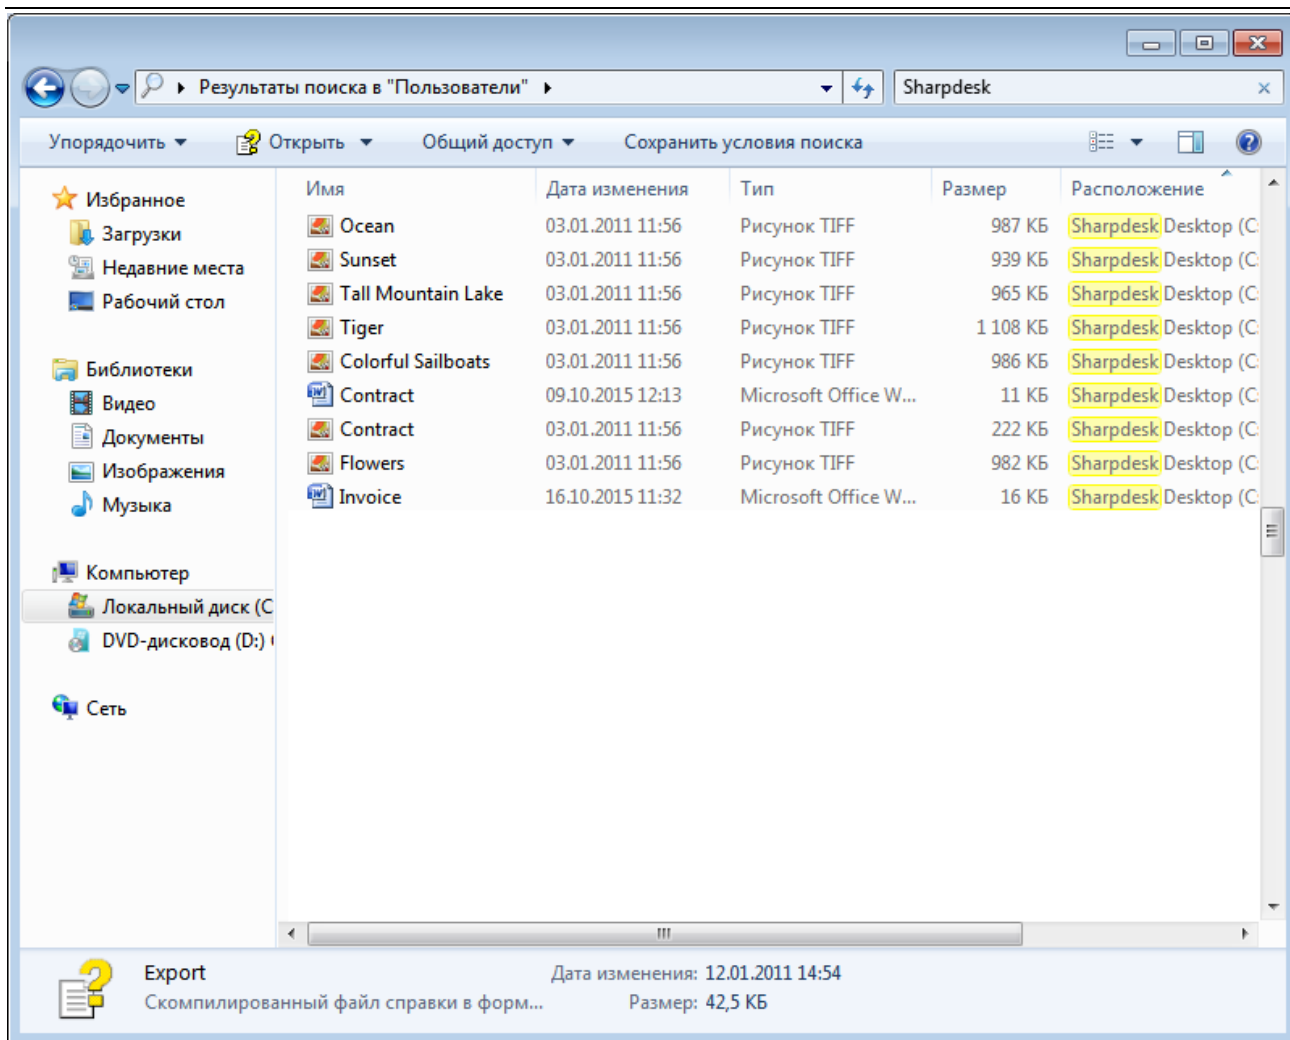 Результаты поиска в "Пользователи"
Sharpdesk
Упорядочить Открыть Общий доступ Сохранить условия поиска
Избранное
Загрузки
Недавние места
Рабочий стол
Библиотеки
Видео
Документы
Изображения
Музыка
Компьютер
Локальный диск (C
DVD-дисковод (D:)
Сеть
Имя Дата изменения Тип Размер Расположение
Ocean 03.01.2011 11:56 Рисунок TIFF 987 КБ Sharpdesk Desktop (C:
Sunset 03.01.2011 11:56 Рисунок TIFF 939 КБ Sharpdesk Desktop (C:
Tall Mountain Lake 03.01.2011 11:56 Рисунок TIFF 965 КБ Sharpdesk Desktop (C:
Tiger 03.01.2011 11:56 Рисунок TIFF 1 108 КБ Sharpdesk Desktop (C:
Colorful Sailboats 03.01.2011 11:56 Рисунок TIFF 986 КБ Sharpdesk Desktop (C:
Contract 09.10.2015 12:13 Microsoft Office W... 11 КБ Sharpdesk Desktop (C:
Contract 03.01.2011 11:56 Рисунок TIFF 222 КБ Sharpdesk Desktop (C:
Flowers 03.01.2011 11:56 Рисунок TIFF 982 КБ Sharpdesk Desktop (C:
Invoice 16.10.2015 11:32 Microsoft Office W... 16 КБ Sharpdesk Desktop (C:
Export Дата изменения: 12.01.2011 14:54
Скомпилированный файл справки в форм... Размер: 42,5 КБ